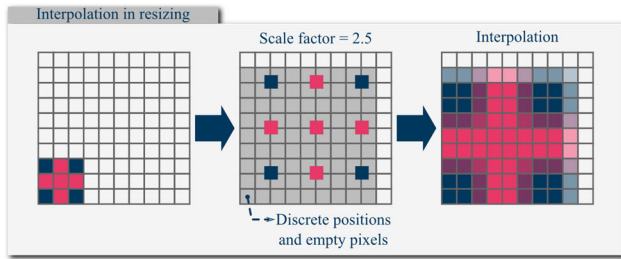 Interpolation in resizing
Scale factor = 2.5
Interpolation
Discrete positions
and empty pixels